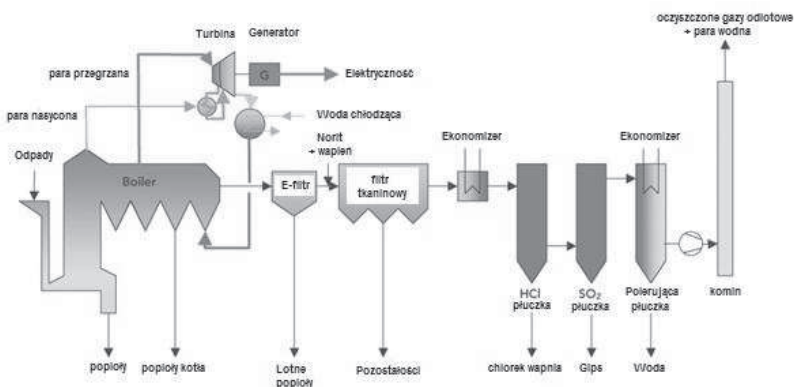 oczyszczone gazy odlotowe
+ para wodna
Turbina
Generator
para przegrzana
G
Elektryczność
para nasycona
Woda chłodząca
Norit
+ wapień
Ekonomizer
Ekonomizer
Odpady
Boiler
E-filtr
filtr
tkaninowy
HCl
płuczka
SO₂
płuczka
Polerująca
płuczka
komin
popioły
popioły kotła
Lotne
popioły
Pozostałości
chlorek wapnia
Gips
Woda